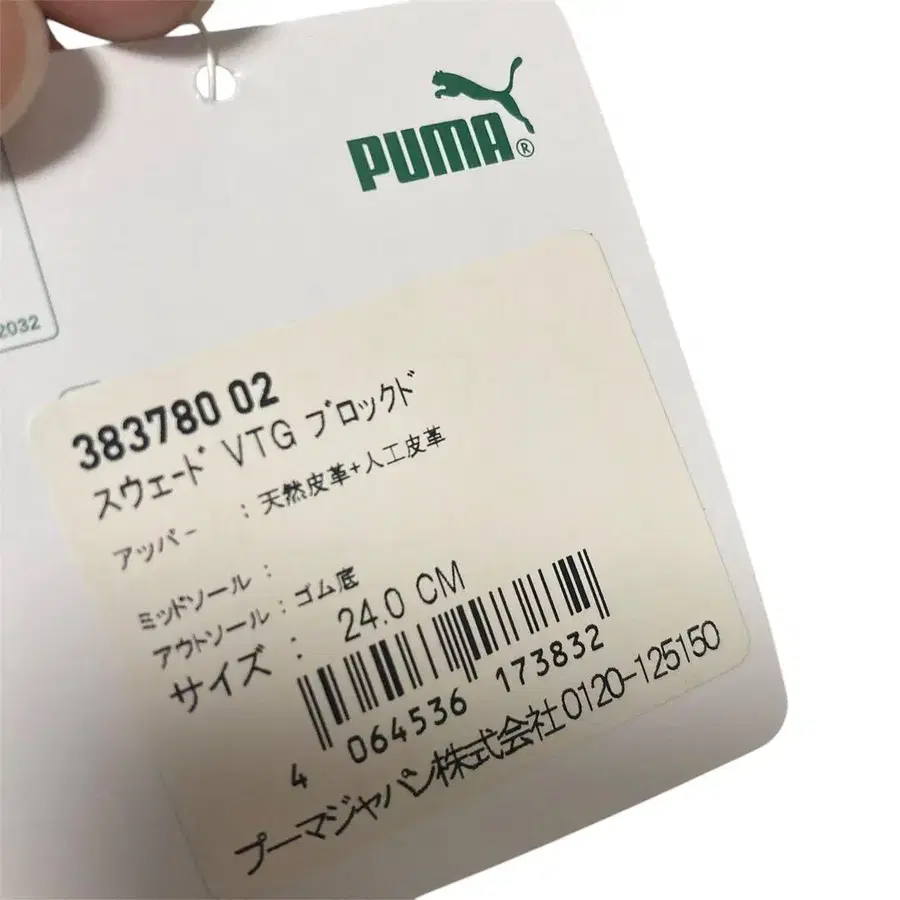 PUMA®
2032
383780 02
スウェード VTG ブロックド
アッパー : 天然皮革+人工皮革
ミッドソール :
アウトソール : ゴム底
サイズ : 24.0 CM
4 064536 173832
プーマジャパン株式会社0120-125150